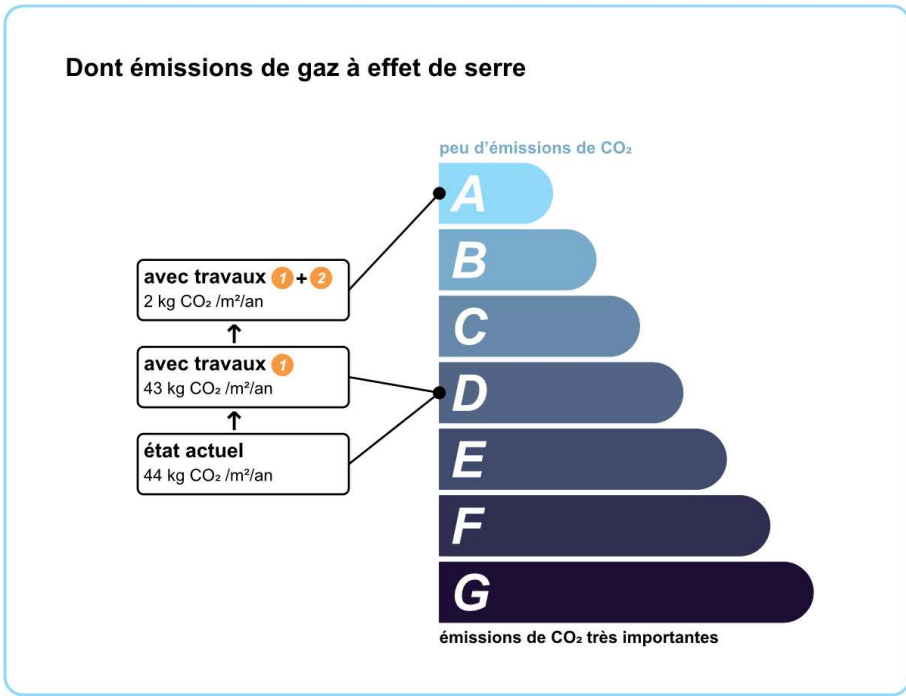 Dont émissions de gaz à effet de serre
peu d'émissions de CO₂
A
B
C
D
E
F
G
émissions de CO₂ très importantes
avec travaux 1 + 2
2 kg CO₂ /m²/an
avec travaux 1
43 kg CO₂ /m²/an
état actuel
44 kg CO₂ /m²/an